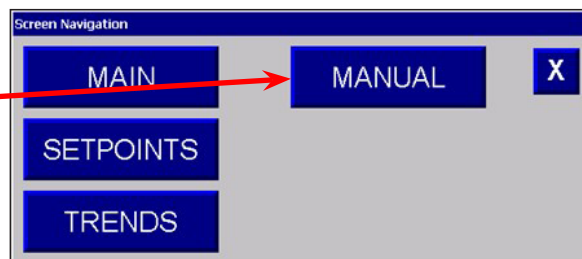 Screen Navigation
MAIN
MANUAL
X
SETPOINTS
TRENDS